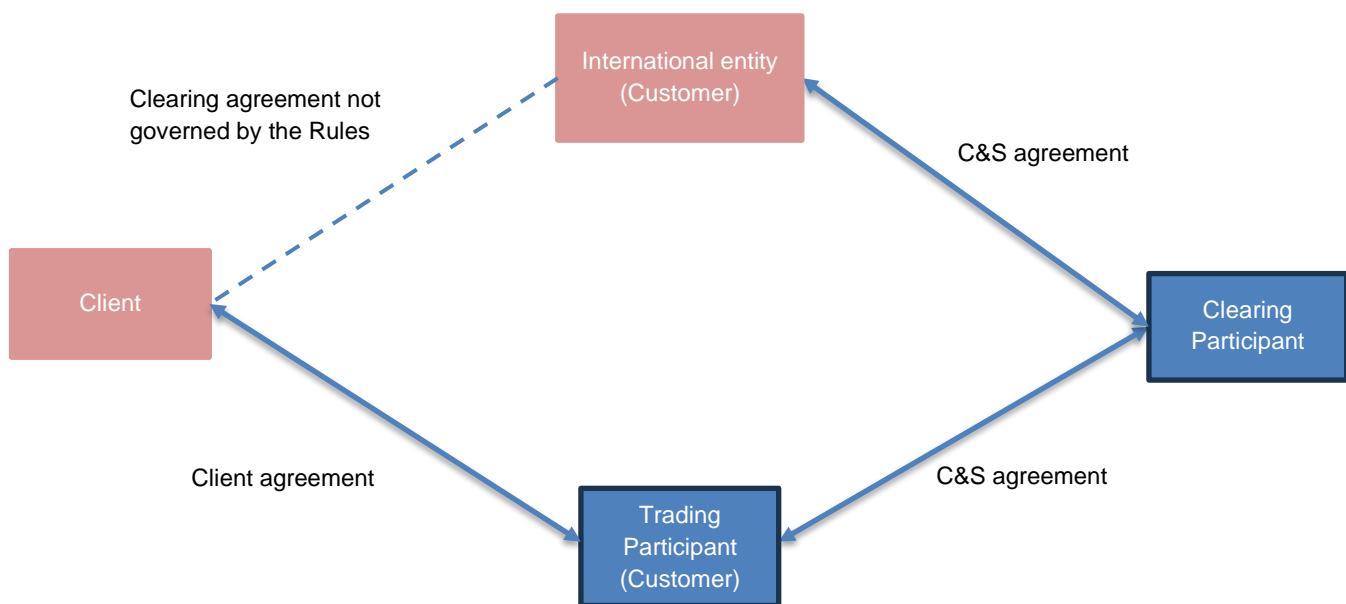 International entity
(Customer)
Clearing agreement not
governed by the Rules
C&S agreement
Client
Clearing
Participant
Client agreement
C&S agreement
Trading
Participant
(Customer)